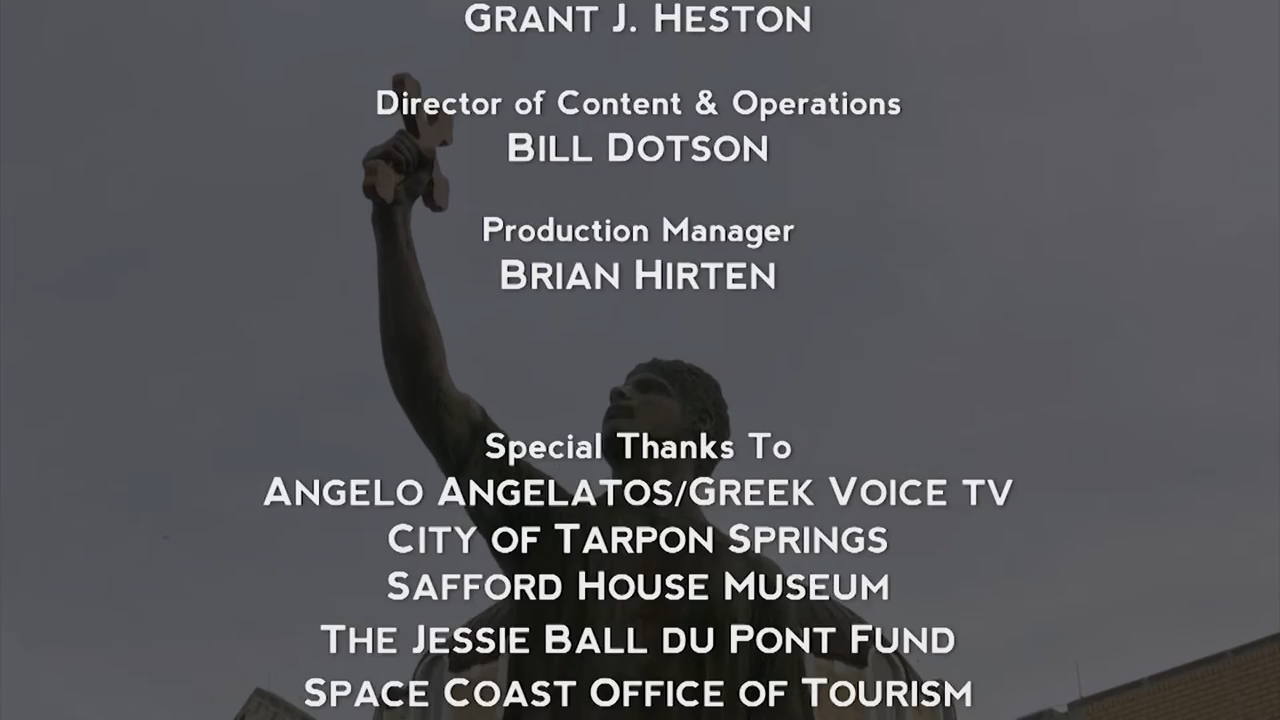 GRANT J. HESTON
Director of Content & Operations
BILL DOTSON
Production Manager
BRIAN HIRTEN
Special Thanks To
ANGELO ANGELATOS/GREEK VOICE TV
CITY OF TARPON SPRINGS
SAFFORD HOUSE MUSEUM
THE JESSIE BALL DU PONT FUND
SPACE COAST OFFICE OF TOURISM